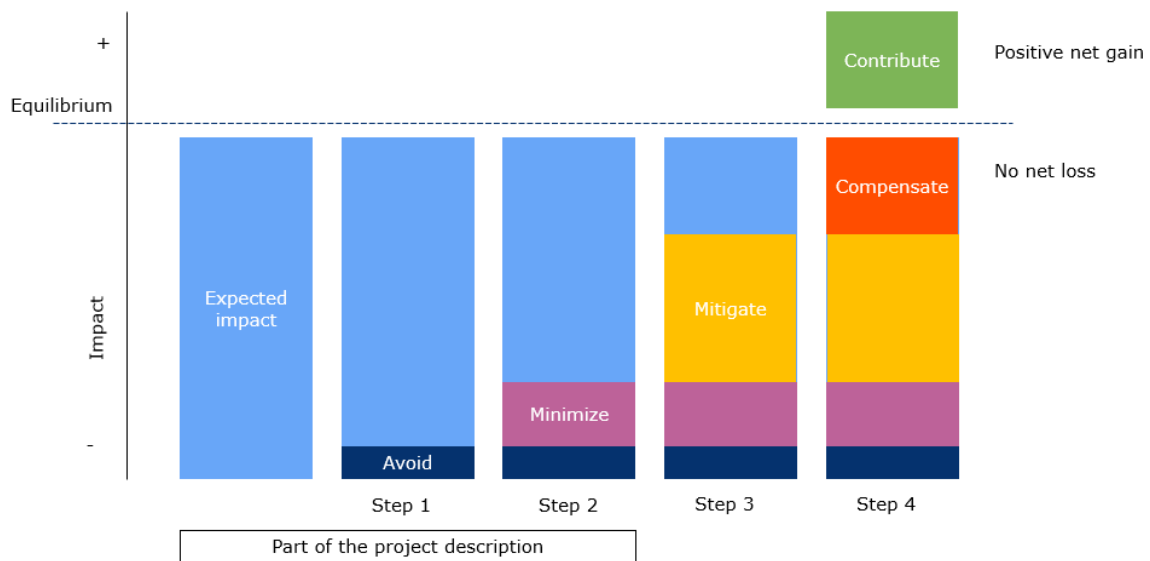 +
Contribute
Positive net gain
Equilibrium
No net loss
Compensate
Expected
impact
Mitigate
Impact
Minimize
-
Avoid
Step 1
Step 2
Step 3
Step 4
Part of the project description